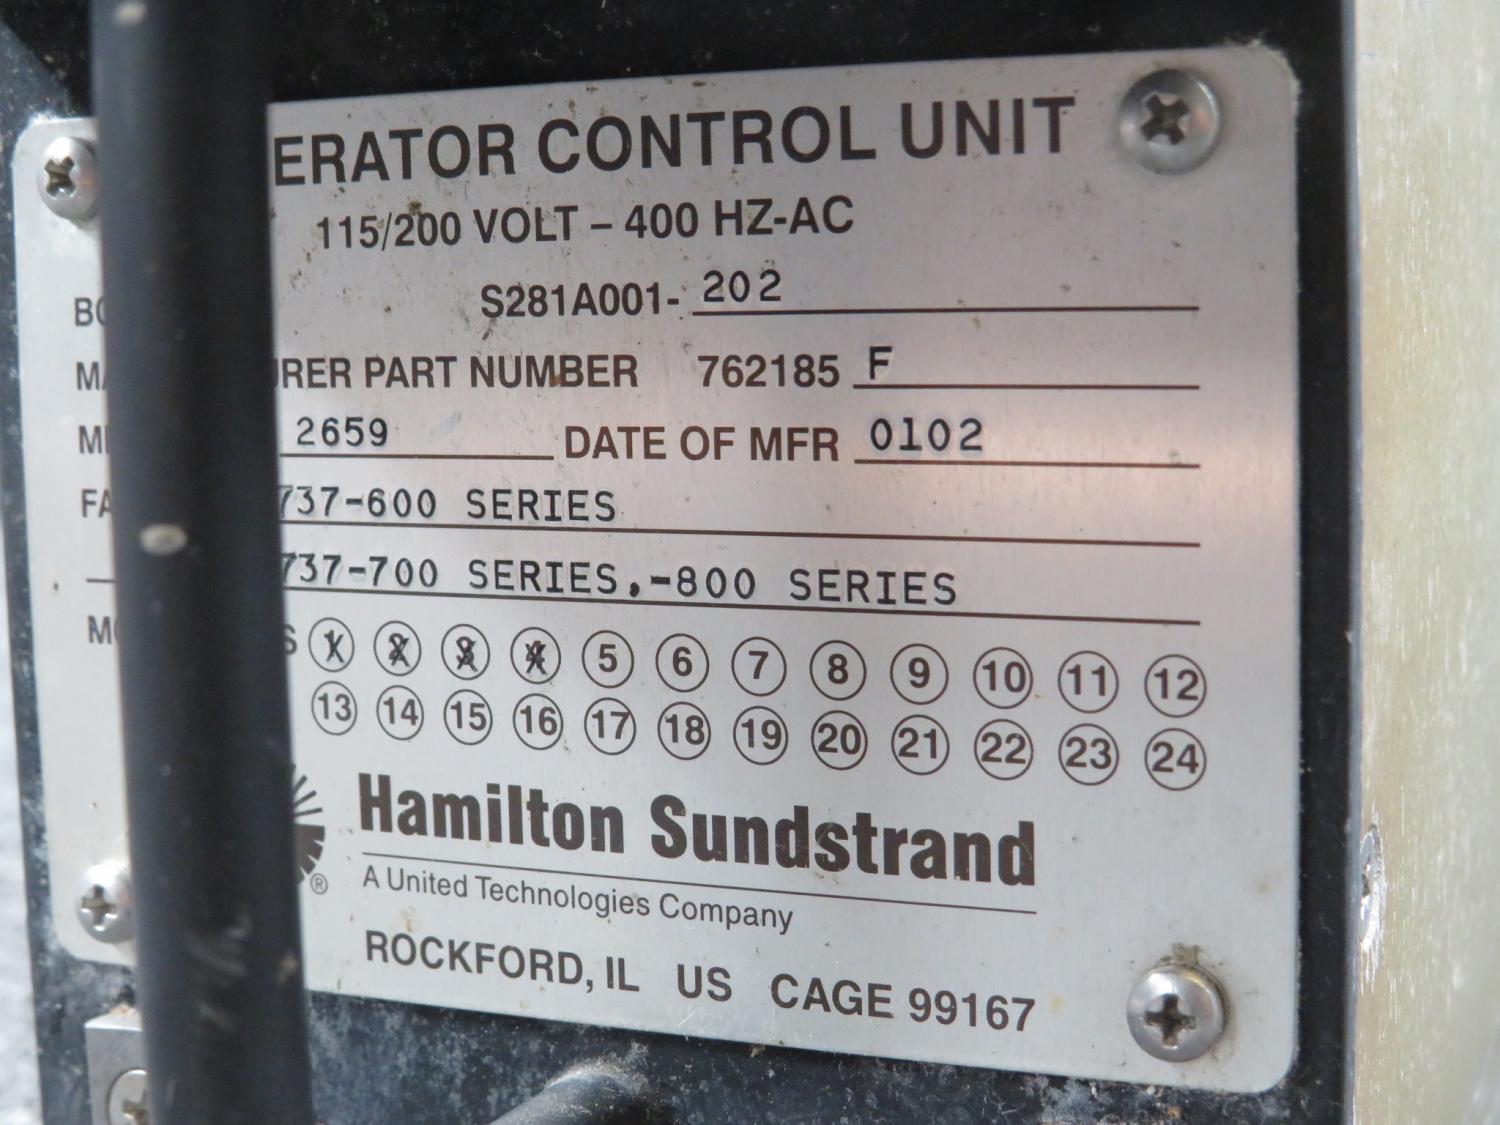 ERATOR CONTROL UNIT
115/200 VOLT – 400 HZ-AC
BO S281A001- 202
MA URER PART NUMBER 762185 F
2659 DATE OF MFR 0102
FA 737-600 SERIES
737-700 SERIES,-800 SERIES
MO S 1 2 3 4 5 6 7 8 9 10 11 12
13 14 15 16 17 18 19 20 21 22 23 24
Hamilton Sundstrand
®
A United Technologies Company
ROCKFORD, IL US CAGE 99167